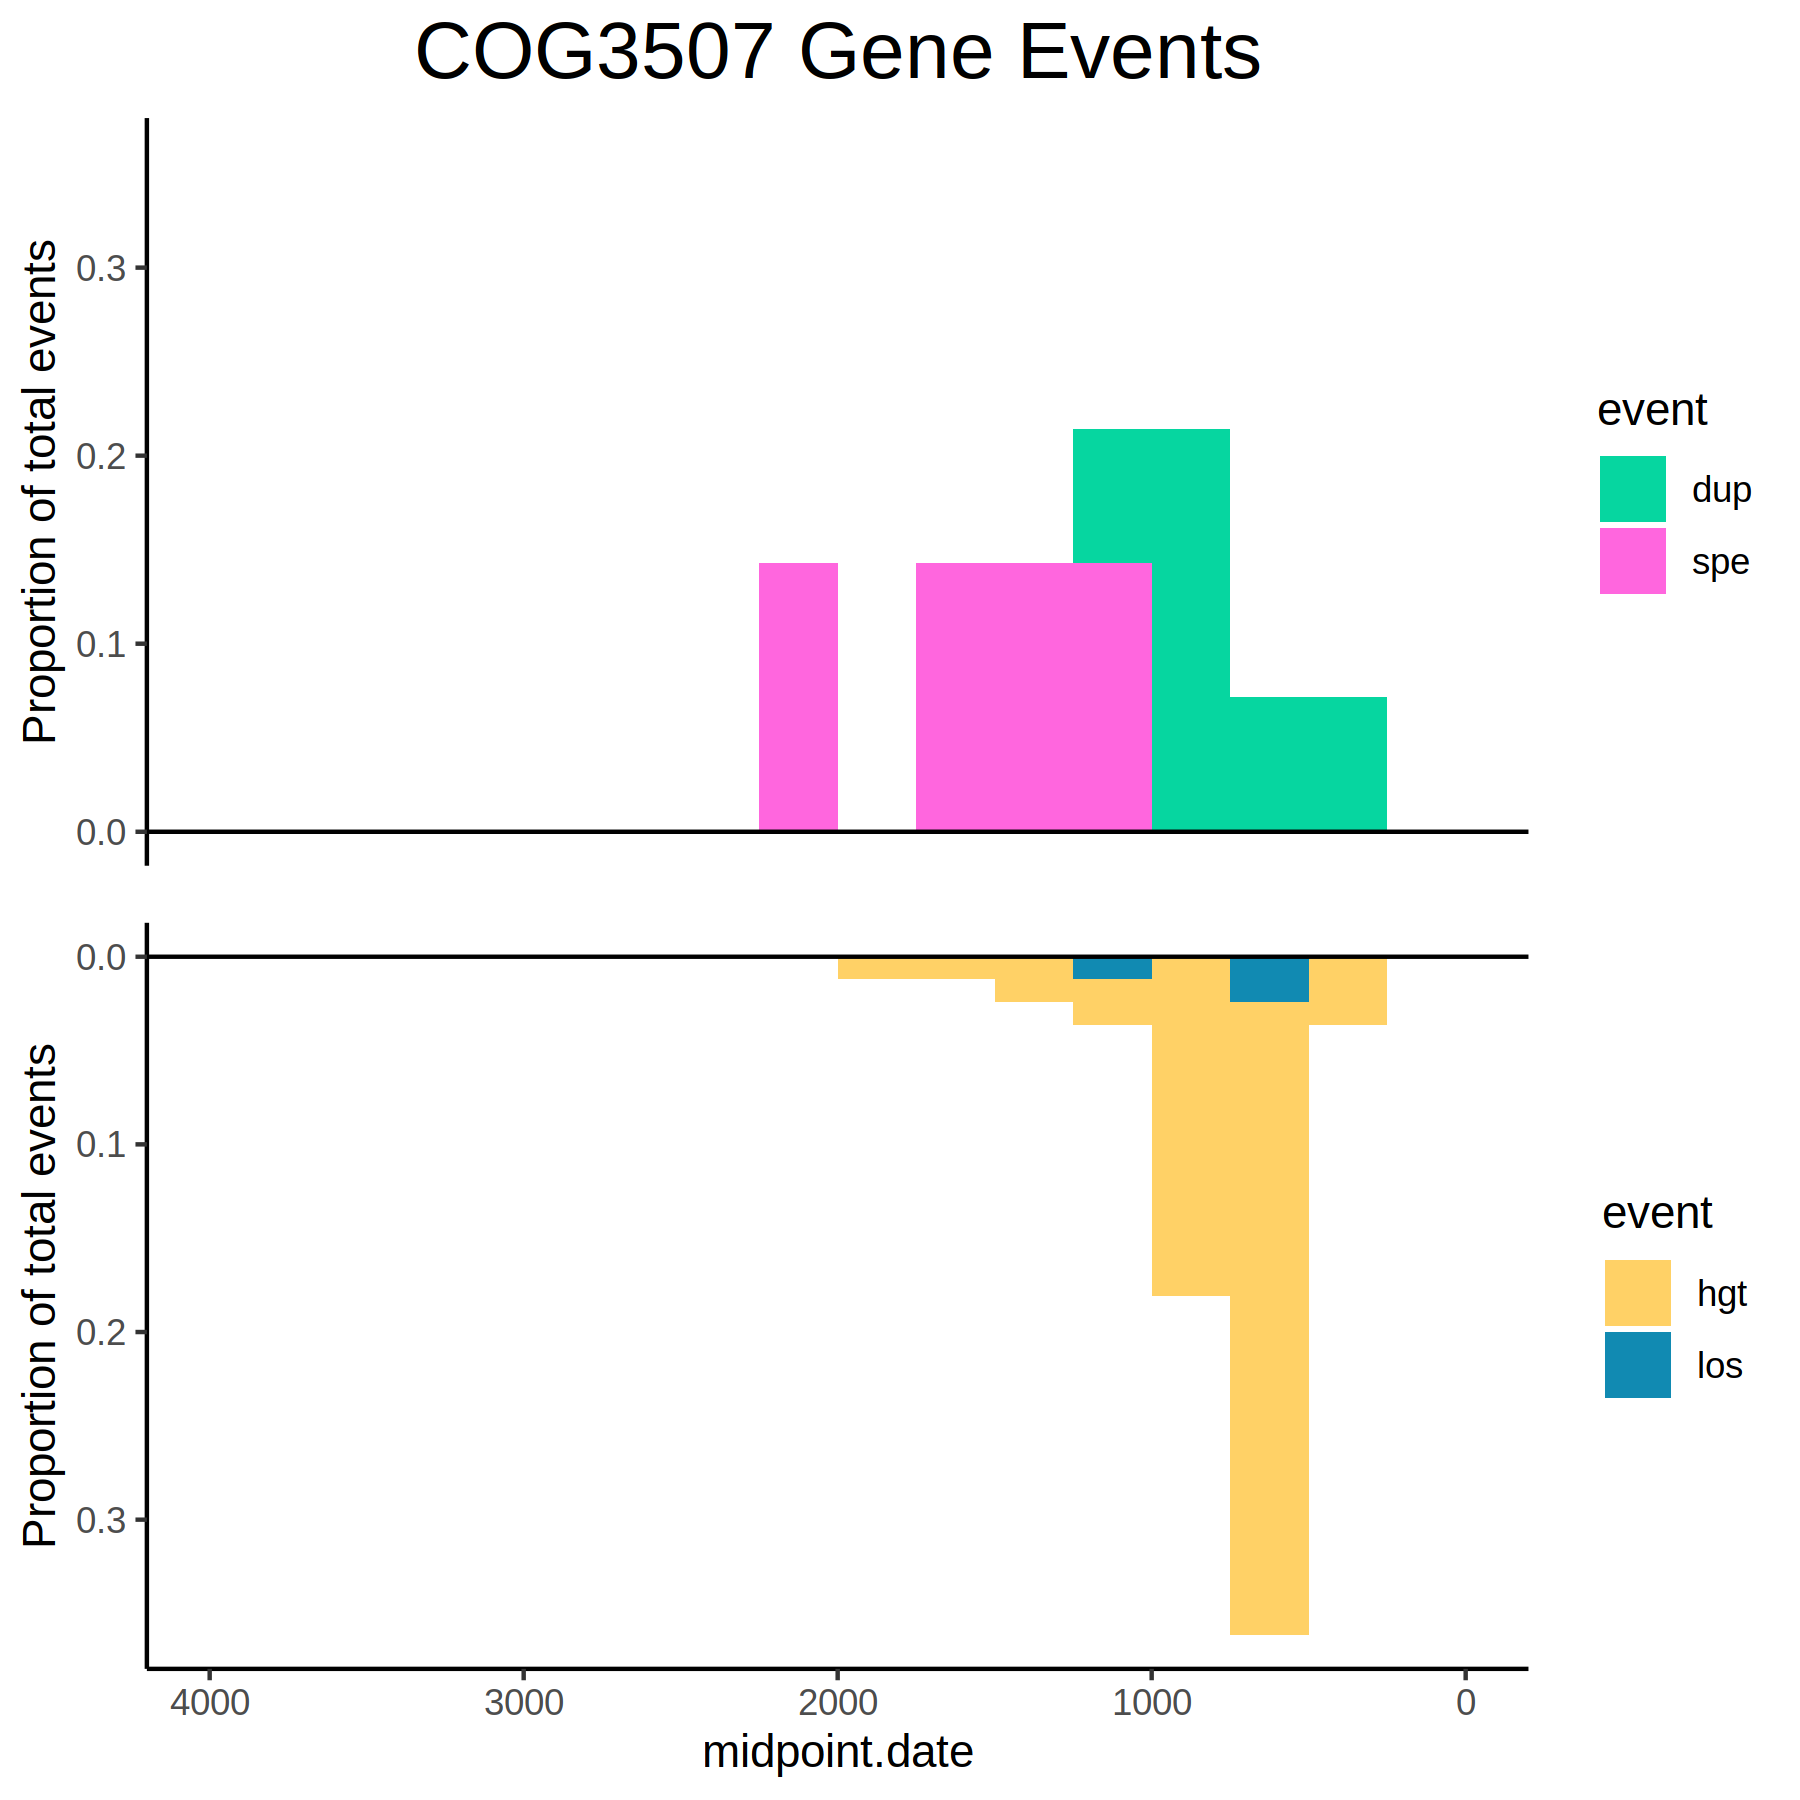 COG3507 Gene Events
Proportion of total events
0.3
0.2
0.1
0.0
event
dup
spe
Proportion of total events
0.0
0.1
0.2
0.3
event
hgt
los
4000 3000 2000 1000 0
midpoint.date